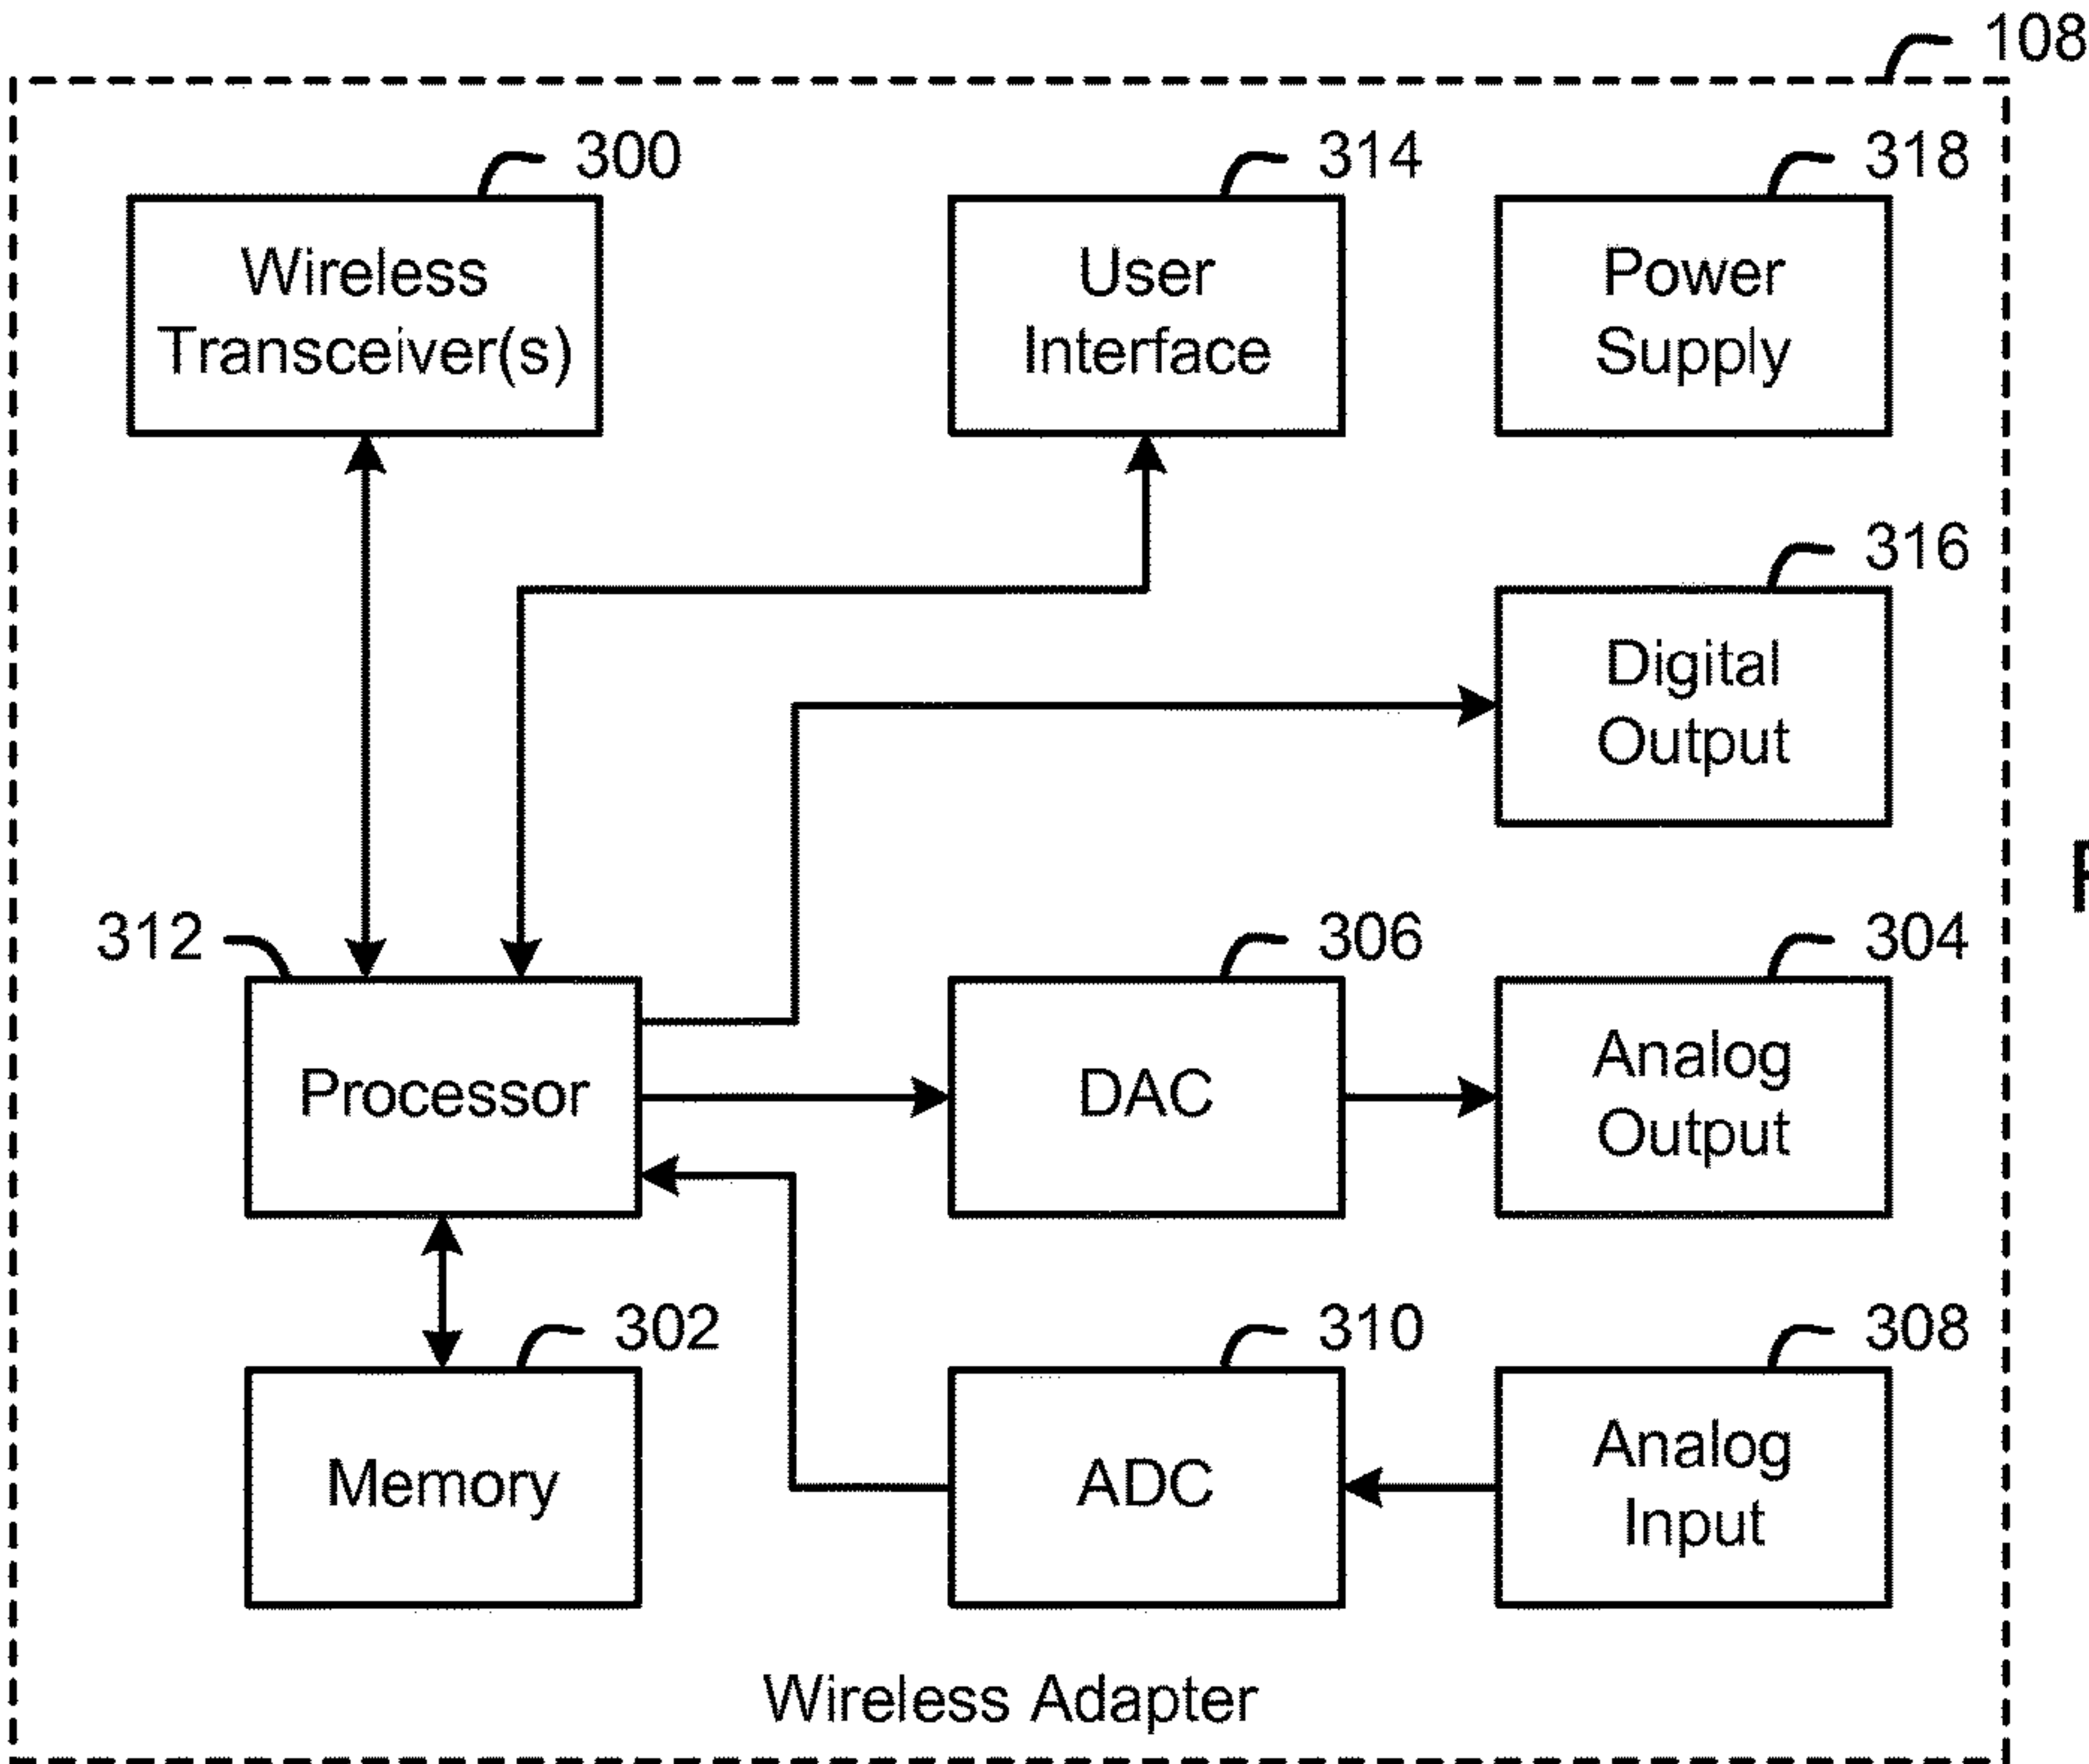 108
300
314
318
Wireless
Transceiver(s)
User
Interface
Power
Supply
316
Digital
Output
312
306
304
Processor
DAC
Analog
Output
302
310
308
Memory
ADC
Analog
Input
Wireless Adapter